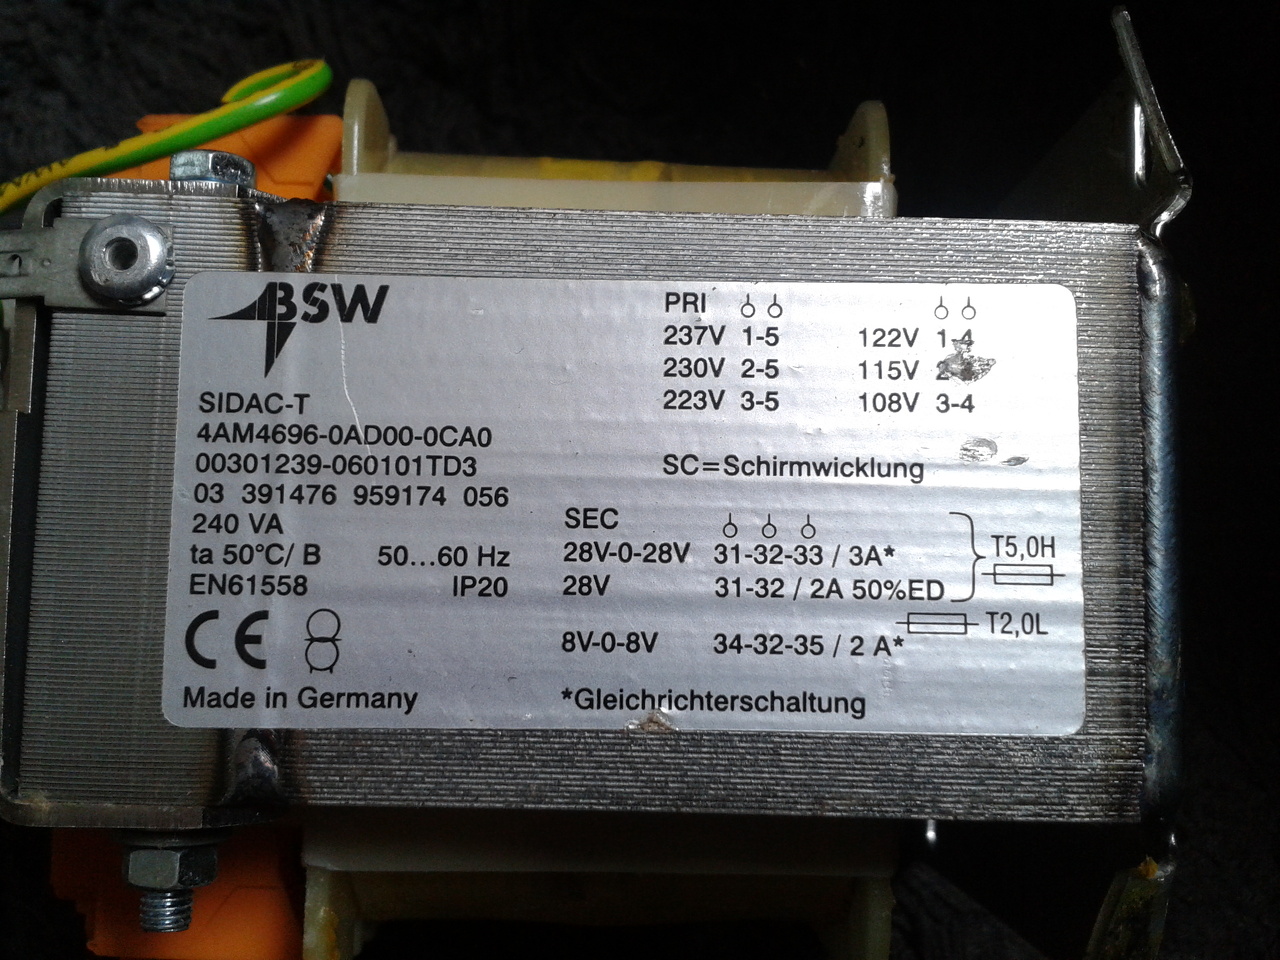 BSW
SIDAC-T
4AM4696-0AD00-0CA0
00301239-060101TD3
03 391476 959174 056
240 VA
ta 50°C/ B 50...60 Hz
EN61558 IP20
CE
Made in Germany
PRI
237V 1-5 122V 1-4
230V 2-5 115V
223V 3-5 108V 3-4
SC=Schirmwicklung
SEC
28V-0-28V 31-32-33 / 3A*
28V 31-32 / 2A 50%ED
T5,0H
8V-0-8V 34-32-35 / 2 A*
T2,0L
*Gleichrichterschaltung